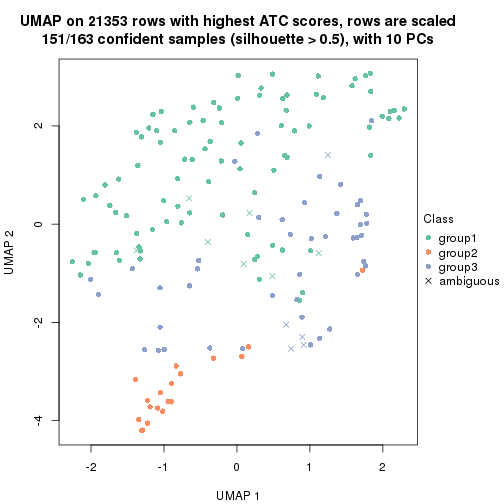 UMAP on 21353 rows with highest ATC scores, rows are scaled
151/163 confident samples (silhouette > 0.5), with 10 PCs
UMAP 2
2
0
-2
-4
-2
-1
0
1
2
UMAP 1
Class
group1
group2
group3
ambiguous